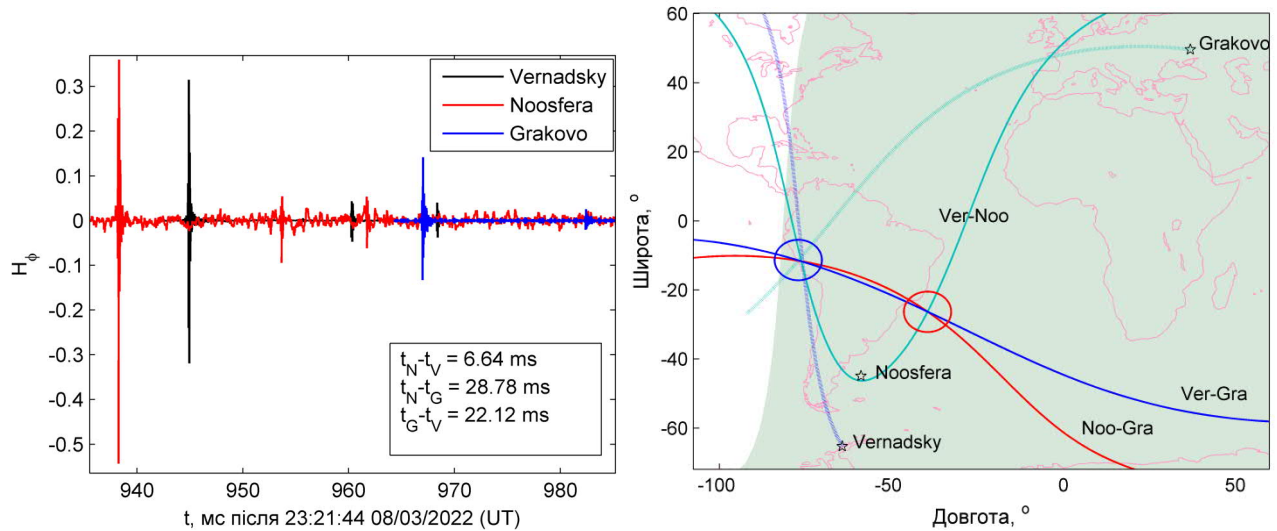 0.3
0.2
0.1
0
-0.1
-0.2
-0.3
-0.4
-0.5
H_ϕ
Vernadsky
Noosfera
Grakovo
t_N-t_V = 6.64 ms
t_N-t_G = 28.78 ms
t_G-t_V = 22.12 ms
940 950 960 970 980
t, мс після 23:21:44 08/03/2022 (UT)
60
40
20
0
-20
-40
-60
Широта, °
Grakovo
Ver-Noo
Noosfera
Ver-Gra
Noo-Gra
Vernadsky
-100 -50 0 50
Довгота, °